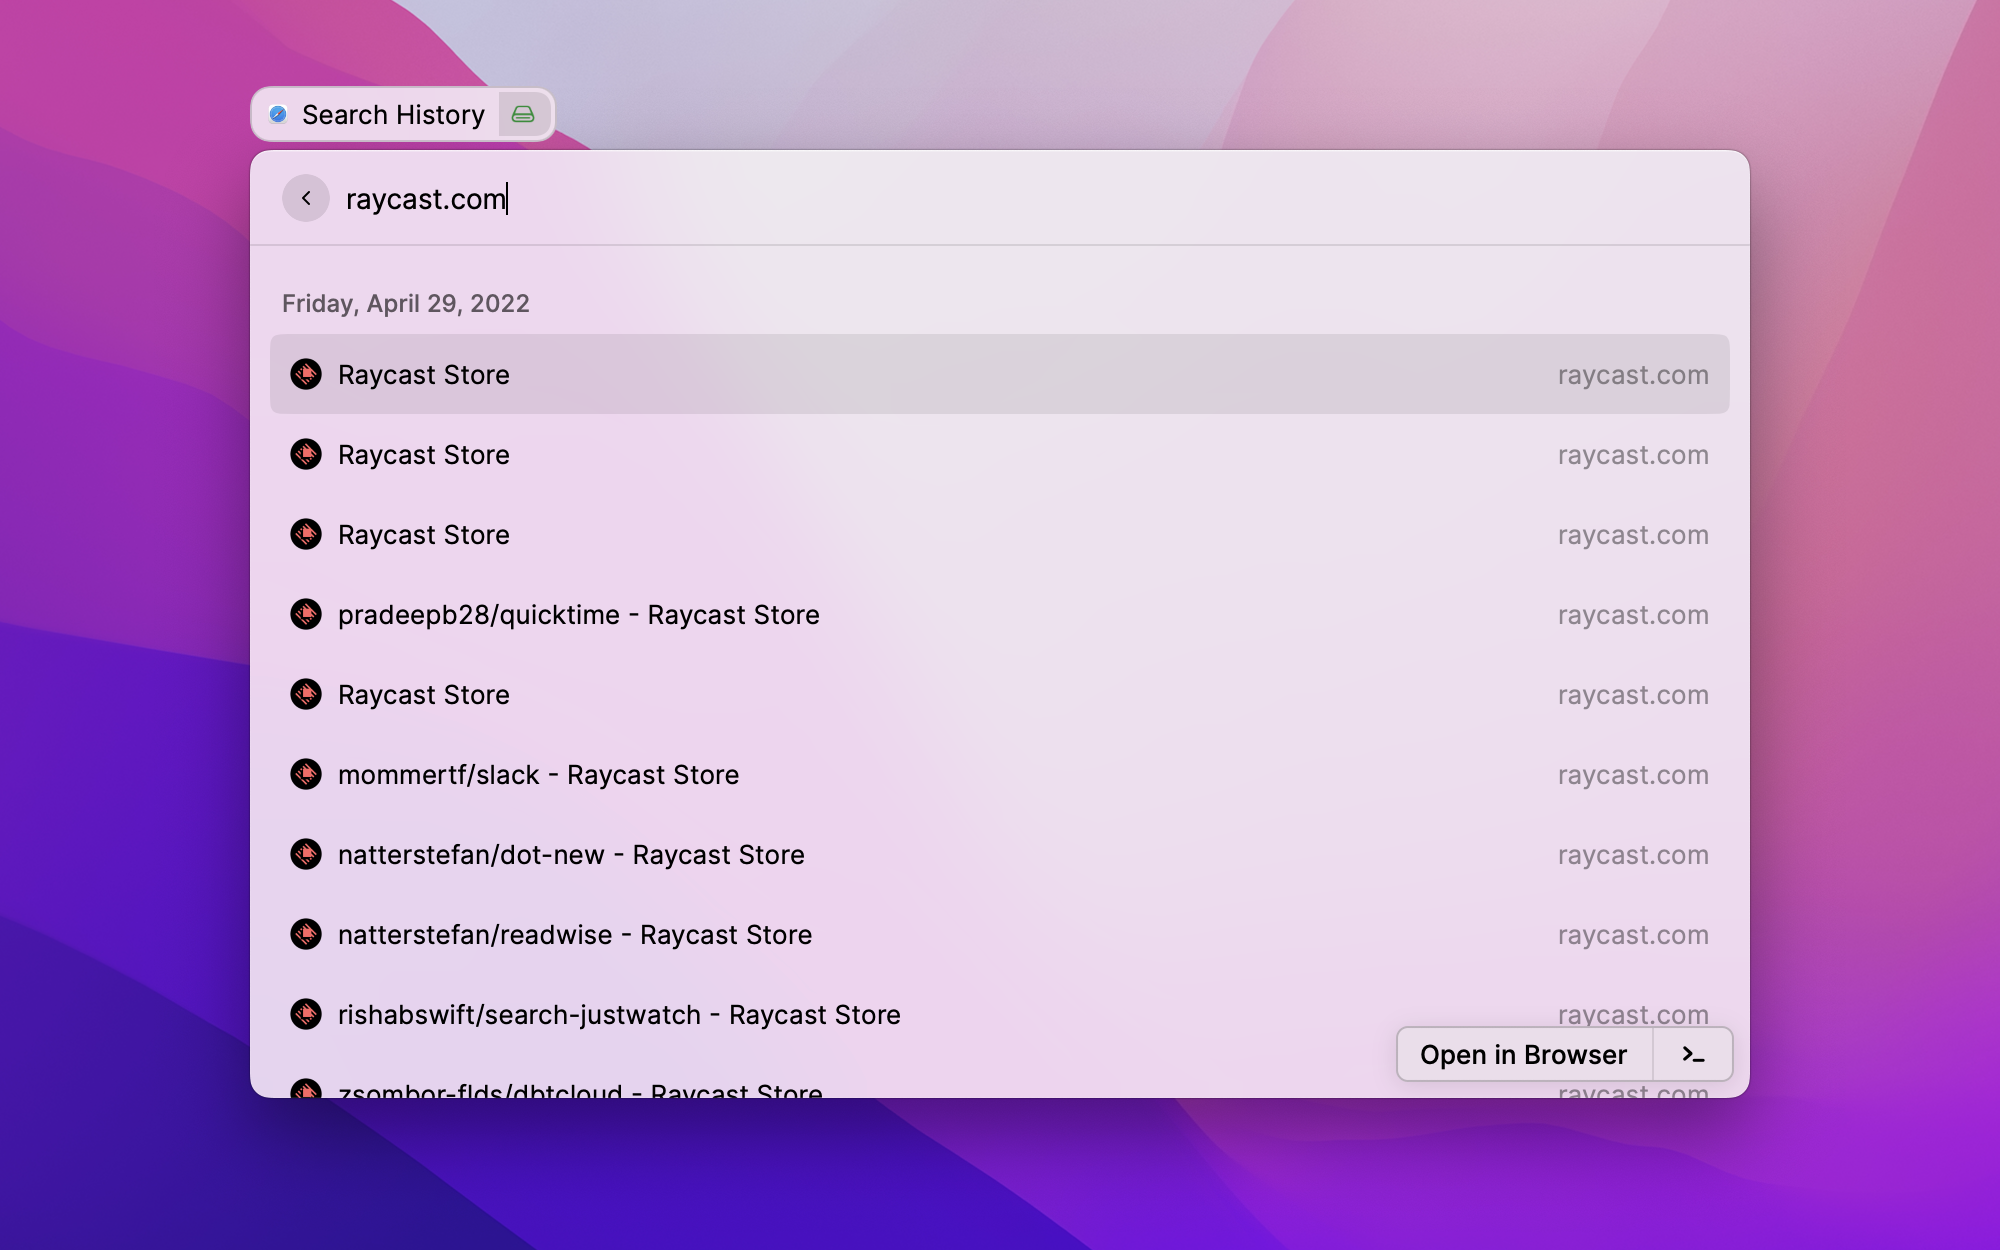 Search History
raycast.com
Friday, April 29, 2022
Raycast Store raycast.com
Raycast Store raycast.com
Raycast Store raycast.com
pradeepb28/quicktime - Raycast Store raycast.com
Raycast Store raycast.com
mommertf/slack - Raycast Store raycast.com
natterstefan/dot-new - Raycast Store raycast.com
natterstefan/readwise - Raycast Store raycast.com
rishabswift/search-justwatch - Raycast Store raycast.com
Open in Browser
zsombor-flds/dbtcloud - Raycast Store raycast.com